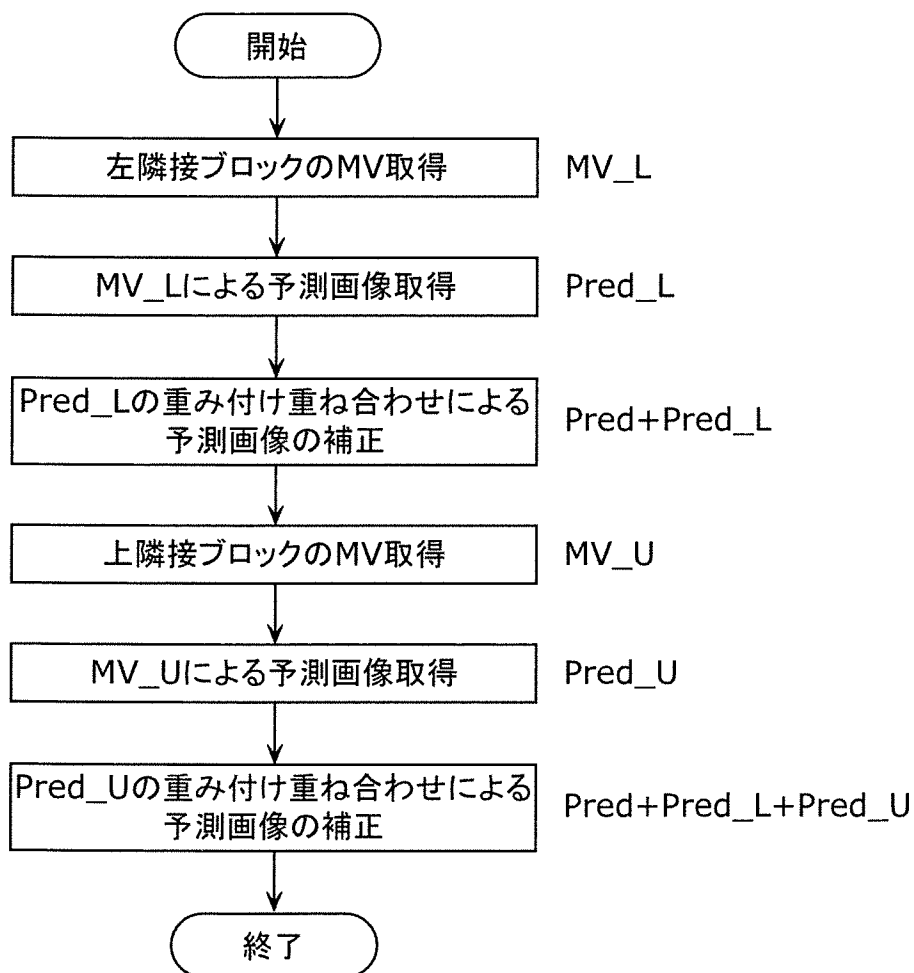 開始
左隣接ブロックのMV取得 MV_L
MV_Lによる予測画像取得 Pred_L
Pred_Lの重み付け重ね合わせによる
予測画像の補正 Pred+Pred_L
上隣接ブロックのMV取得 MV_U
MV_Uによる予測画像取得 Pred_U
Pred_Uの重み付け重ね合わせによる
予測画像の補正 Pred+Pred_L+Pred_U
終了